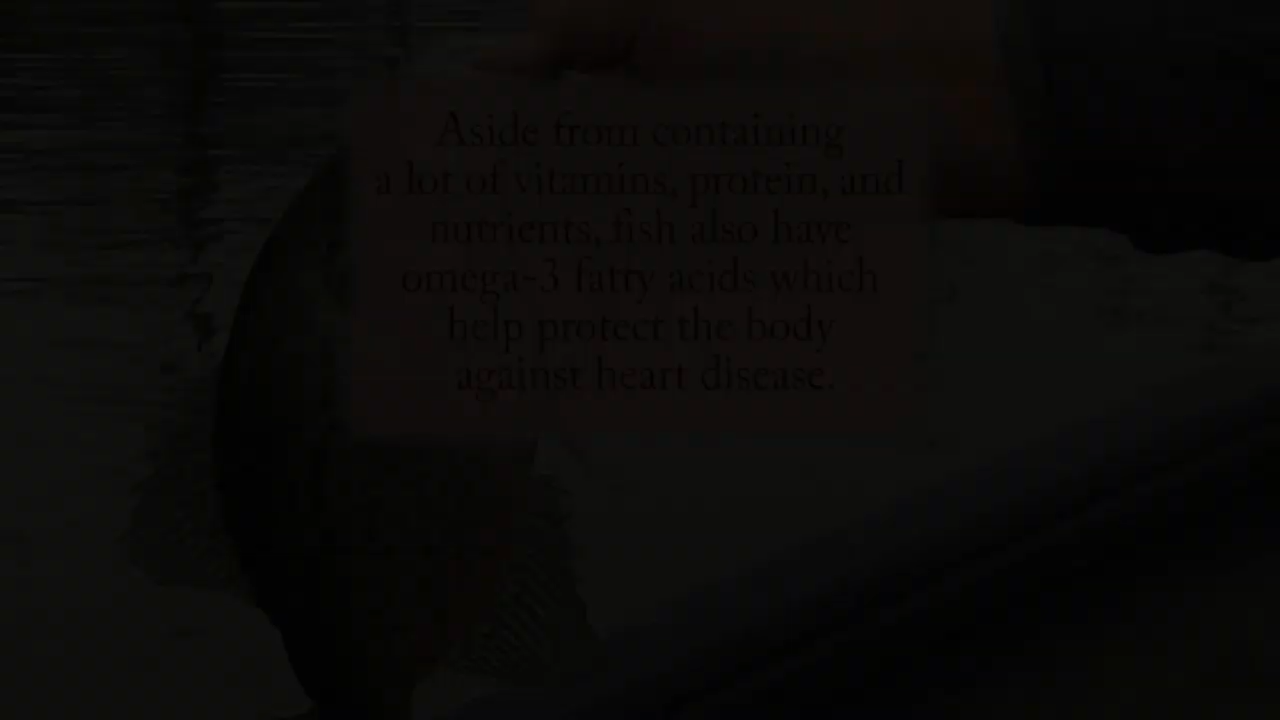 Aside from containing
a lot of vitamins, protein, and
nutrients, fish also have
omega-3 fatty acids which
help protect the body
against heart disease.